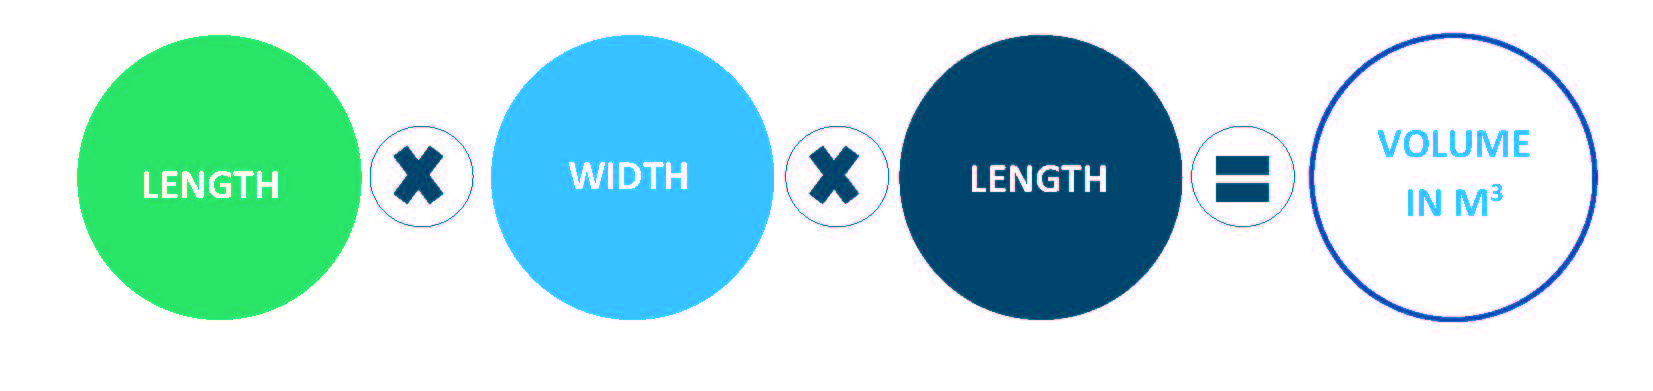 LENGTH
WIDTH
LENGTH
VOLUME
IN M³